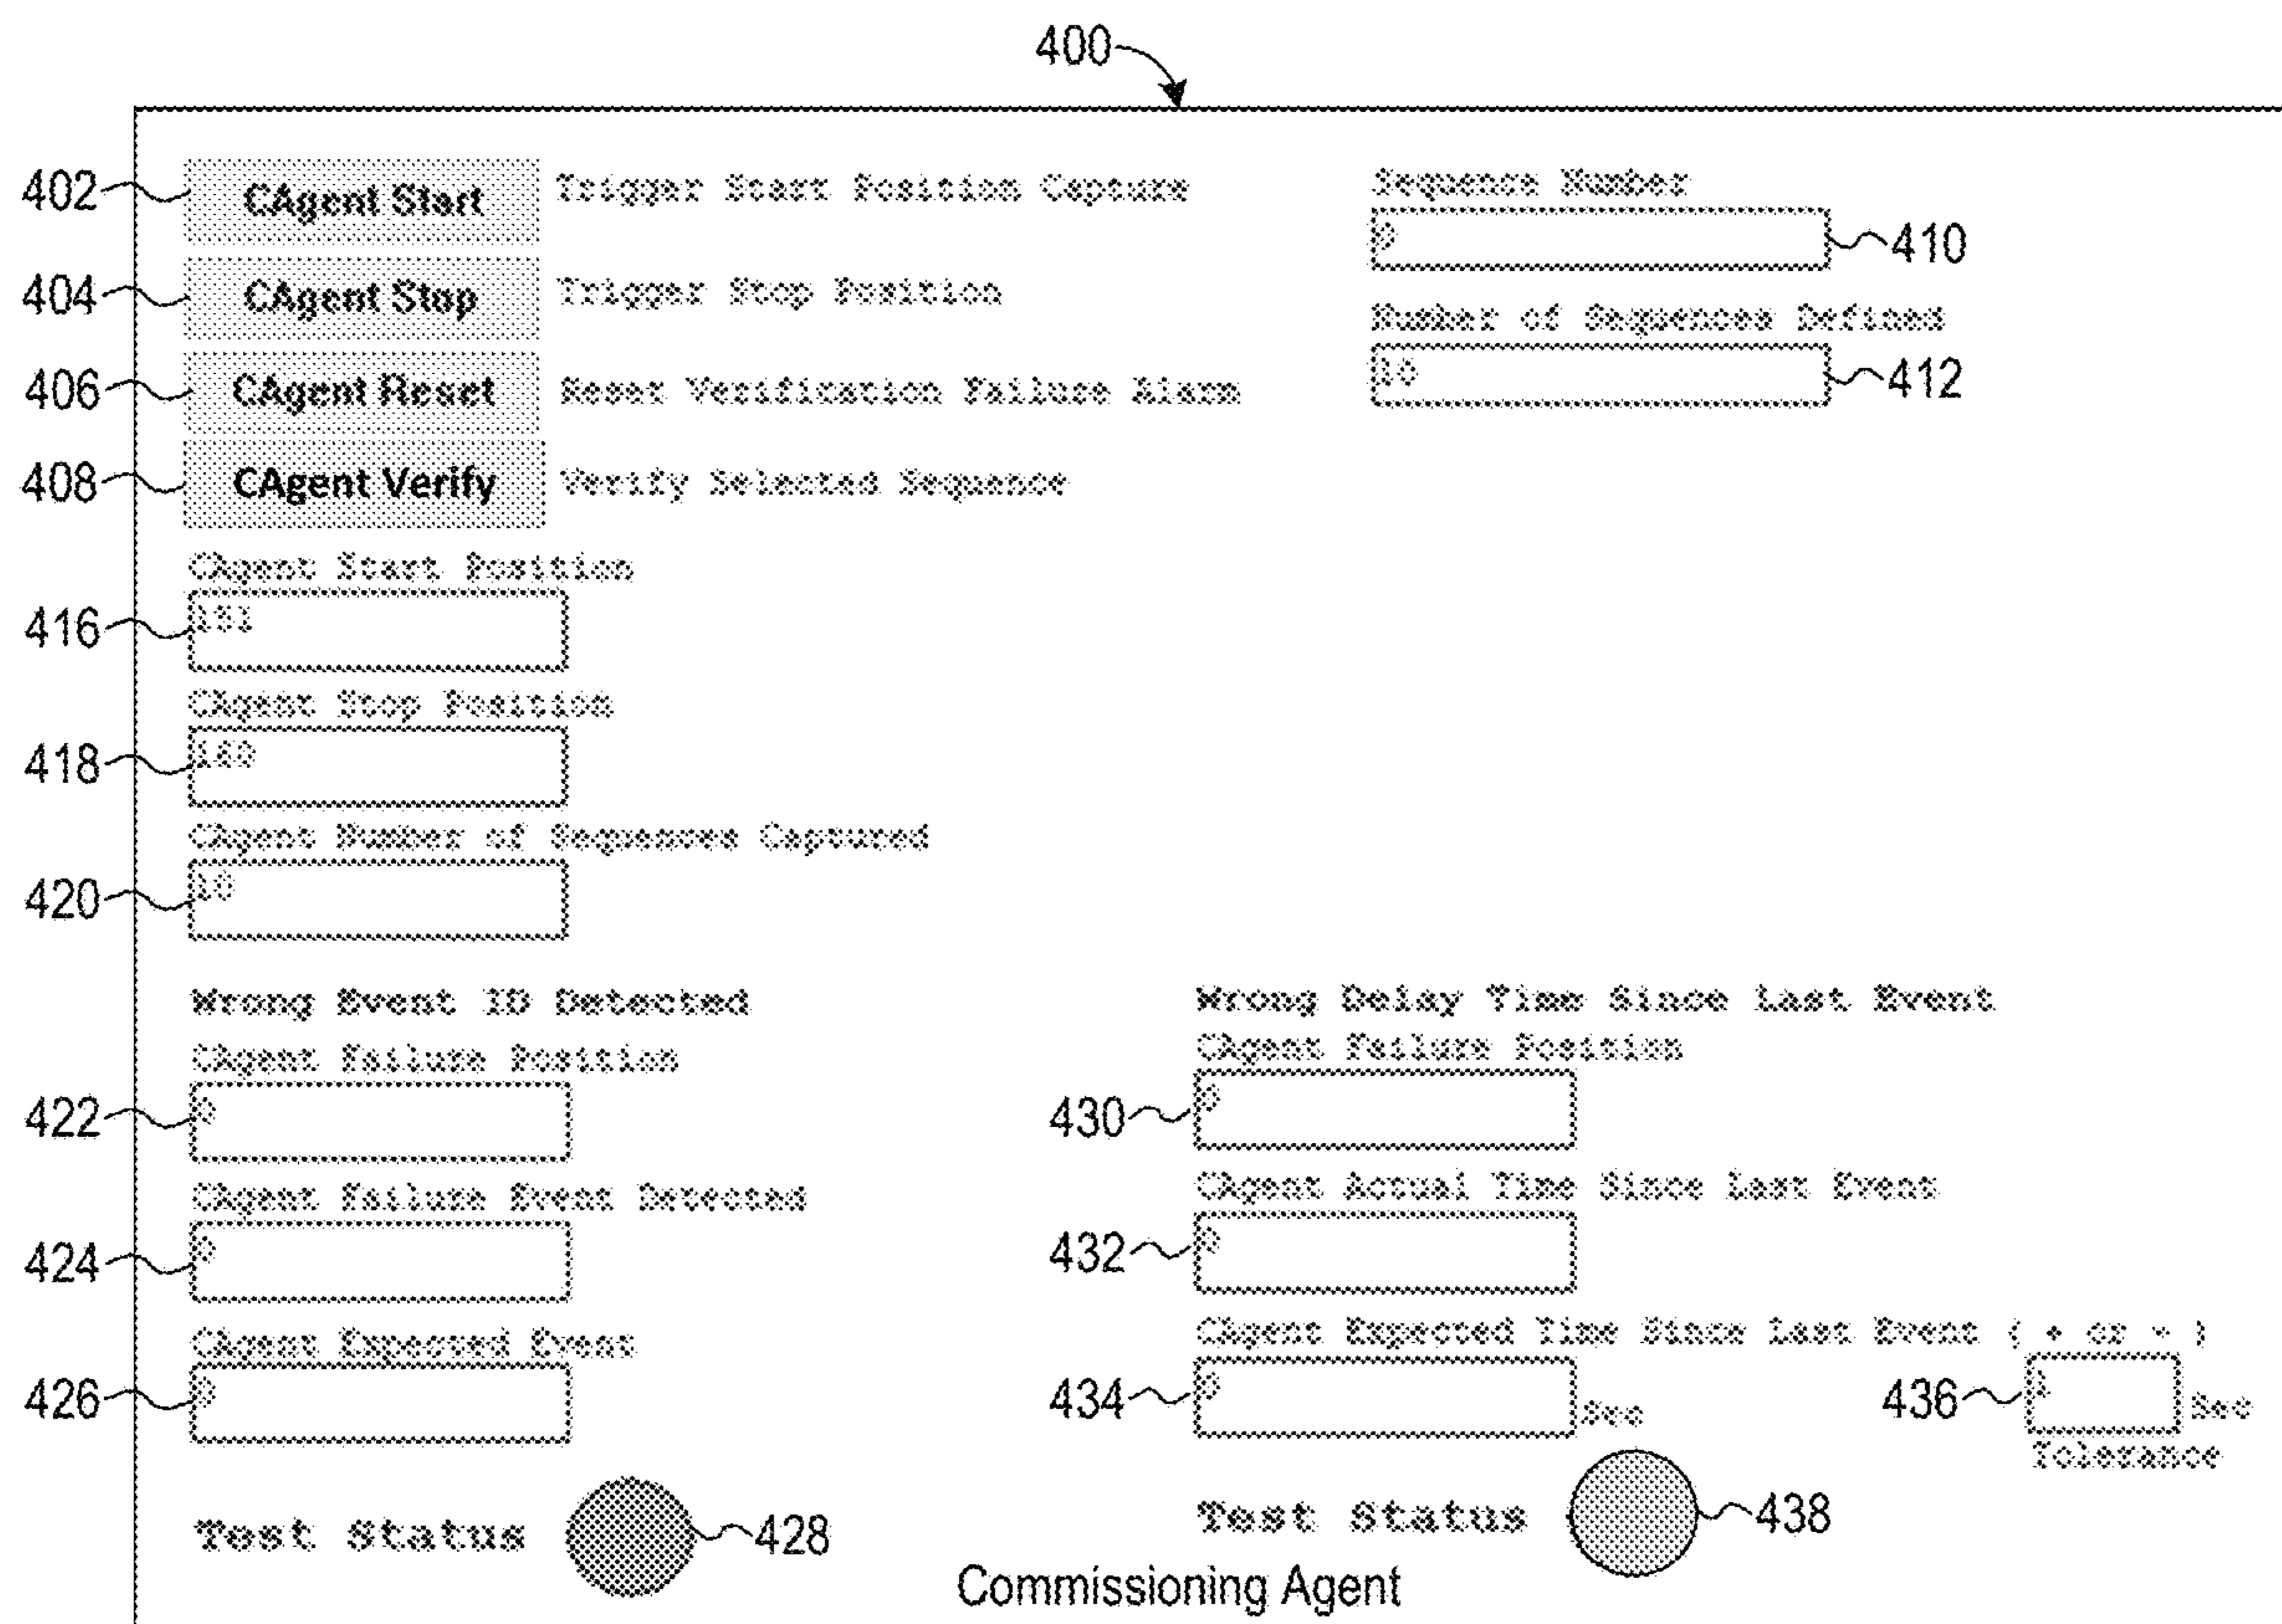 400
402 CAgent Start Trigger Start Position Capture
Sequence Number
0 410
404 CAgent Stop Trigger Stop Position
Number of Sequences Defined
10 412
406 CAgent Reset Reset Verification Failure Alarm
408 CAgent Verify Verify Selected Sequence
CAgent Start Position
416
CAgent Stop Position
418
CAgent Number of Sequences Captured
420 10
Wrong Event ID Detected
CAgent Failure Position
422 0
CAgent Failure Event Detected
424 0
CAgent Expected Event
426 0
Test Status 428
Wrong Delay Time Since Last Event
CAgent Failure Position
430 0
CAgent Actual Time Since Last Event
432 0
CAgent Expected Time Since Last Event ( + or - )
434 0 Sec 436 1 Sec
Tolerance
Test Status 438
Commissioning Agent